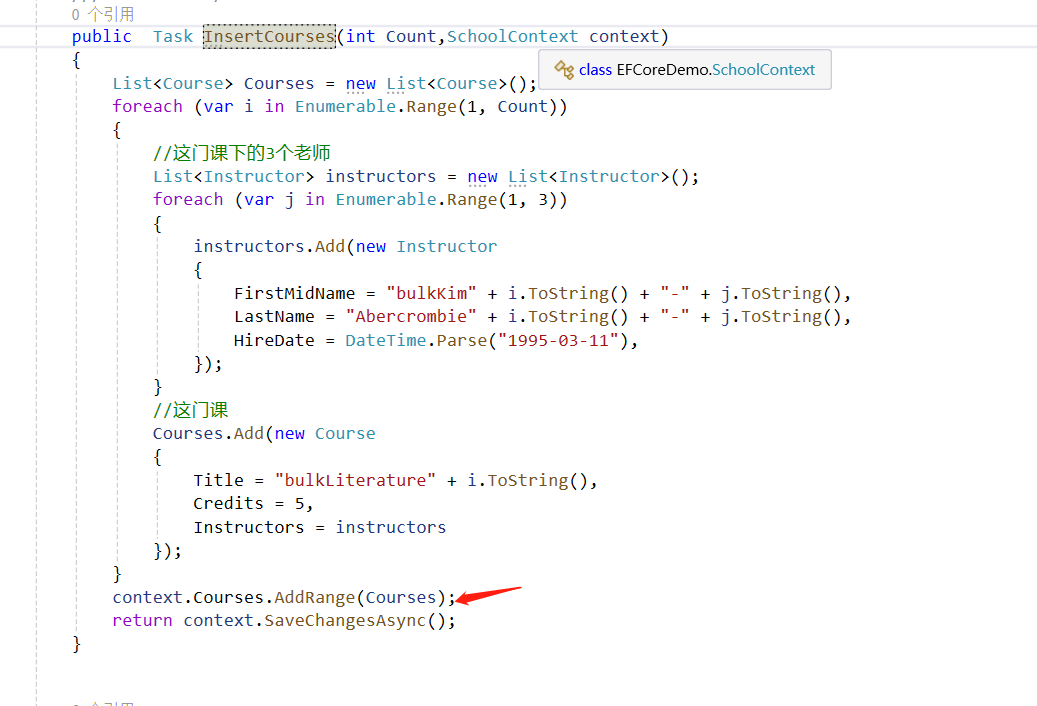 0 个引用
public  Task InsertCourses(int Count,SchoolContext context)
{
class EFCoreDemo.SchoolContext
List<Course> Courses = new List<Course>();
foreach (var i in Enumerable.Range(1, Count))
{
//这门课下的3个老师
List<Instructor> instructors = new List<Instructor>();
foreach (var j in Enumerable.Range(1, 3))
{
instructors.Add(new Instructor
{
FirstMidName = "bulkKim" + i.ToString() + "-" + j.ToString(),
LastName = "Abercrombie" + i.ToString() + "-" + j.ToString(),
HireDate = DateTime.Parse("1995-03-11"),
});
}
//这门课
Courses.Add(new Course
{
Title = "bulkLiterature" + i.ToString(),
Credits = 5,
Instructors = instructors
});
}
context.Courses.AddRange(Courses);
return context.SaveChangesAsync();
}